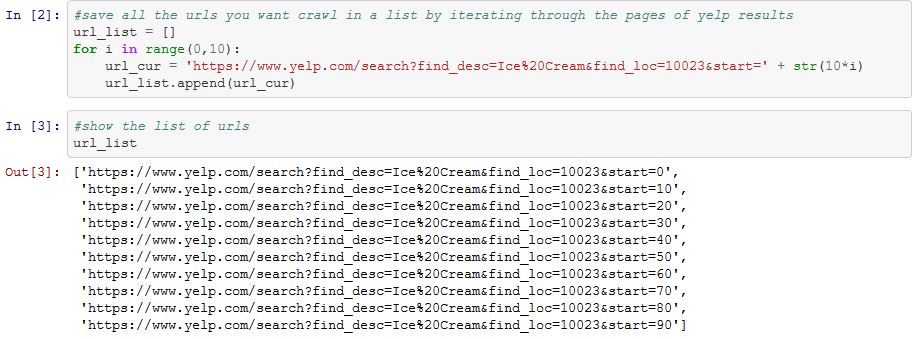 In [2]: #save all the urls you want crawl in a list by iterating through the pages of yelp results
url_list = []
for i in range(0,10):
    url_cur = 'https://www.yelp.com/search?find_desc=Ice%20Cream&find_loc=10023&start=' + str(10*i)
    url_list.append(url_cur)
In [3]: #show the list of urls
url_list
Out[3]: ['https://www.yelp.com/search?find_desc=Ice%20Cream&find_loc=10023&start=0',
'https://www.yelp.com/search?find_desc=Ice%20Cream&find_loc=10023&start=10',
'https://www.yelp.com/search?find_desc=Ice%20Cream&find_loc=10023&start=20',
'https://www.yelp.com/search?find_desc=Ice%20Cream&find_loc=10023&start=30',
'https://www.yelp.com/search?find_desc=Ice%20Cream&find_loc=10023&start=40',
'https://www.yelp.com/search?find_desc=Ice%20Cream&find_loc=10023&start=50',
'https://www.yelp.com/search?find_desc=Ice%20Cream&find_loc=10023&start=60',
'https://www.yelp.com/search?find_desc=Ice%20Cream&find_loc=10023&start=70',
'https://www.yelp.com/search?find_desc=Ice%20Cream&find_loc=10023&start=80',
'https://www.yelp.com/search?find_desc=Ice%20Cream&find_loc=10023&start=90']